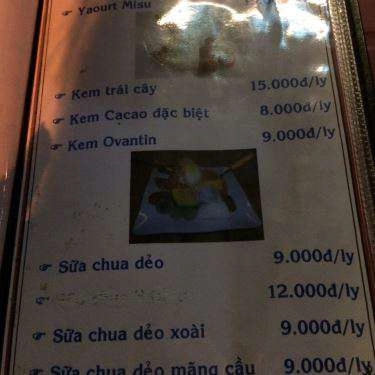 ☞ Yaourt Misu
☞ Kem trái cây 15.000đ/ly
☞ Kem Cacao đặc biệt 8.000đ/ly
☞ Kem Ovantin 9.000đ/ly
☞ Sữa chua dẻo 9.000đ/ly
☞ 12.000đ/ly
☞ Sữa chua dẻo xoài 9.000đ/ly
☞ Sữa chua dẻo mãng cầu 9.000đ/ly